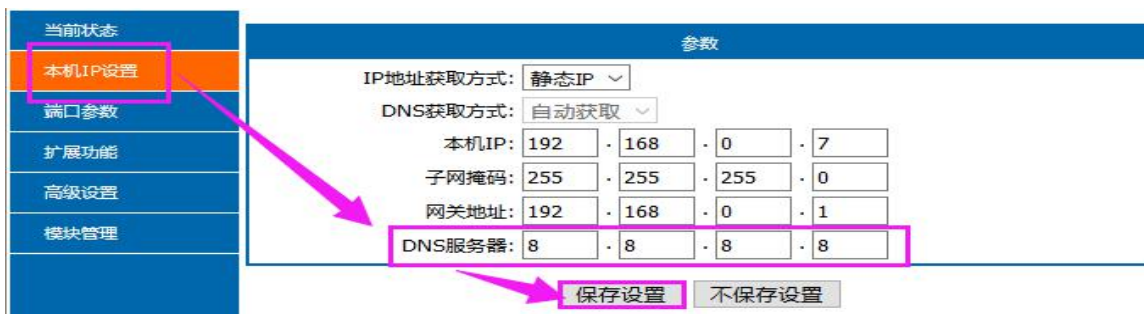 当前状态
本机IP设置
端口参数
扩展功能
高级设置
模块管理
参数
IP地址获取方式: 静态IP
DNS获取方式: 自动获取
本机IP: 192 . 168 . 0 . 7
子网掩码: 255 . 255 . 255 . 0
网关地址: 192 . 168 . 0 . 1
DNS服务器: 8 . 8 . 8 . 8
保存设置 不保存设置